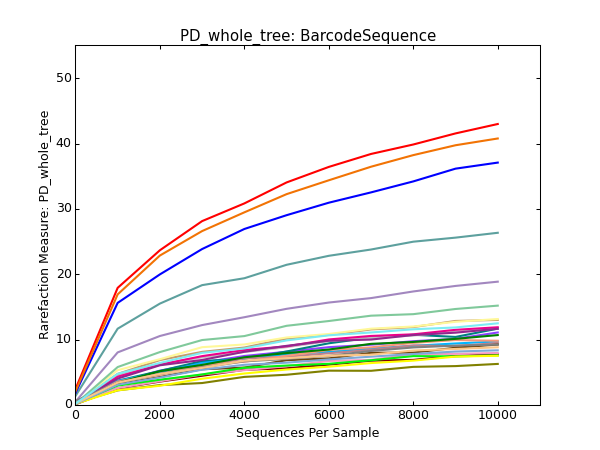 PD_whole_tree: BarcodeSequence
50
40
30
20
10
0
0 2000 4000 6000 8000 10000
Rarefaction Measure: PD_whole_tree
Sequences Per Sample